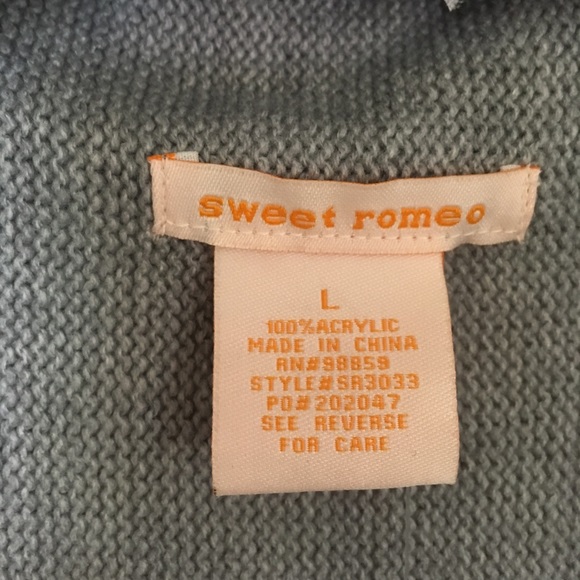 sweet romeo
L
100%ACRYLIC
MADE IN CHINA
RN#98859
STYLE#SR3033
PO#202047
SEE REVERSE
FOR CARE